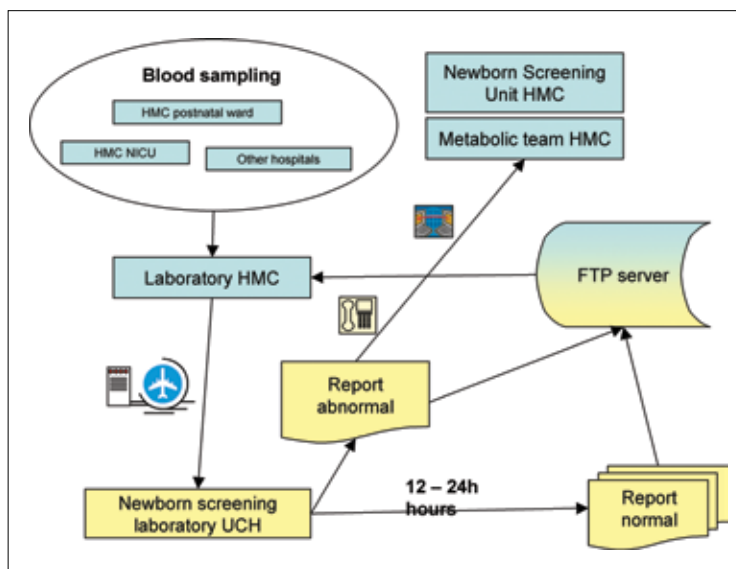 Blood sampling
HMC postnatal ward
HMC NICU
Other hospitals
Newborn Screening
Unit HMC
Metabolic team HMC
Laboratory HMC
FTP server
Report
abnormal
12 – 24h
hours
Newborn screening
laboratory UCH
Report
normal